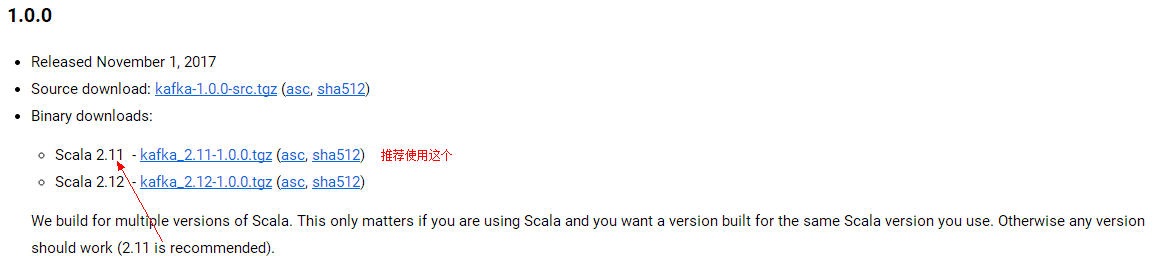 1.0.0
Released November 1, 2017
Source download: kafka-1.0.0-src.tgz (asc, sha512)
Binary downloads:
Scala 2.11 - kafka_2.11-1.0.0.tgz (asc, sha512) 推荐使用这个
Scala 2.12 - kafka_2.12-1.0.0.tgz (asc, sha512)
We build for multiple versions of Scala. This only matters if you are using Scala and you want a version built for the same Scala version you use. Otherwise any version
should work (2.11 is recommended).